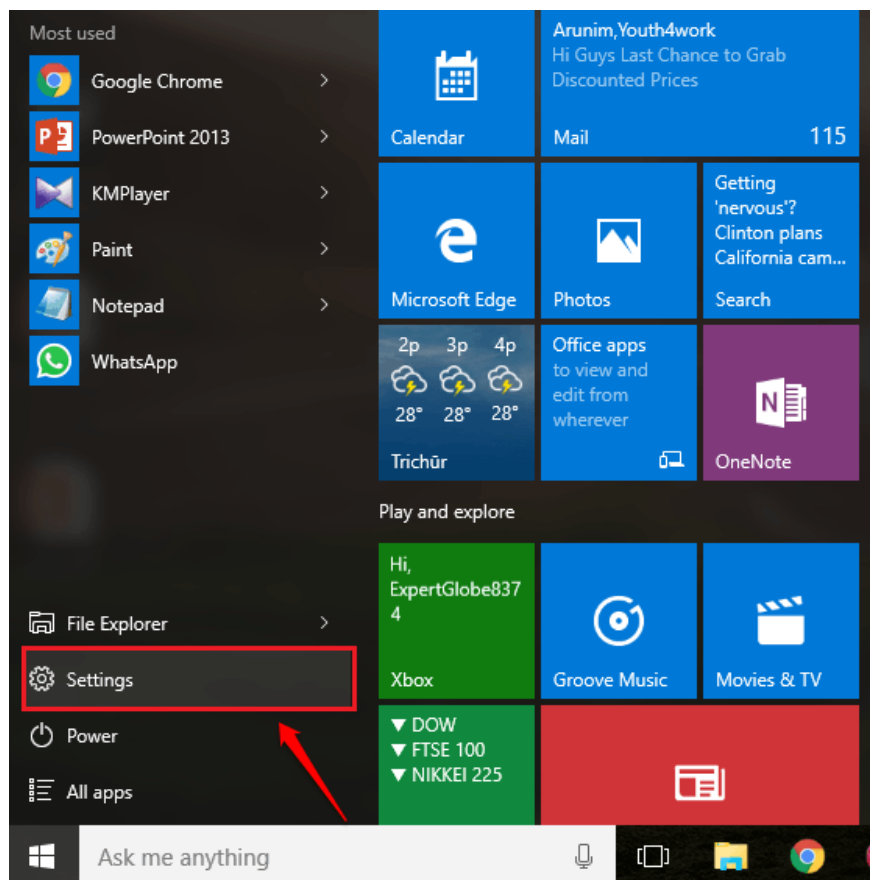 Most used
Google Chrome
PowerPoint 2013
KMPlayer
Paint
Notepad
WhatsApp
File Explorer
Settings
Power
All apps
Calendar
Arunim,Youth4work
Hi Guys Last Chance to Grab
Discounted Prices
Mail 115
Microsoft Edge
Photos
Getting
'nervous'?
Clinton plans
California cam...
Search
2p 3p 4p
28° 28° 28°
Trichūr
Office apps
to view and
edit from
wherever
OneNote
Play and explore
Hi,
ExpertGlobe837
4
Xbox
Groove Music
Movies & TV
▼ DOW
▼ FTSE 100
▼ NIKKEI 225
Ask me anything